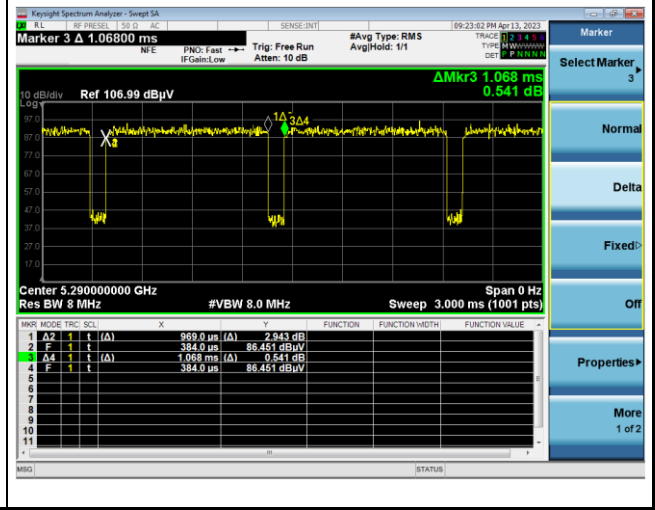 Keysight Spectrum Analyzer - Swept SA
RL RF PRESEL 50 Ω AC SENSE:INT 09:23:02 PM Apr 13, 2023
Marker 3 Δ 1.06800 ms
NFE PNO: Fast Trig: Free Run #Avg Type: RMS TRACE 1 2 3 4 5 6
IFGain:Low Atten: 10 dB Avg|Hold: 1/1 TYPE M W W W W W
DET P P N N N N
ΔMkr3 1.068 ms
0.541 dB
10 dB/div Ref 106.99 dBµV
Log
97.0
87.0
77.0
67.0
57.0
47.0
37.0
27.0
17.0
3Δ4
Center 5.290000000 GHz Span 0 Hz
Res BW 8 MHz #VBW 8.0 MHz Sweep 3.000 ms (1001 pts)
MKR MODE TRC SCL X Y FUNCTION FUNCTION WIDTH FUNCTION VALUE
1 Δ2 1 t (Δ) 969.0 µs (Δ) 2.943 dB
2 F 1 t 384.0 µs 86.451 dBµV
3 Δ4 1 t (Δ) 1.068 ms (Δ) 0.541 dB
4 F 1 t 384.0 µs 86.451 dBµV
5
6
7
8
9
10
11
MSG STATUS
Marker
Select Marker
3
Normal
Delta
Fixed
Off
Properties
More
1 of 2